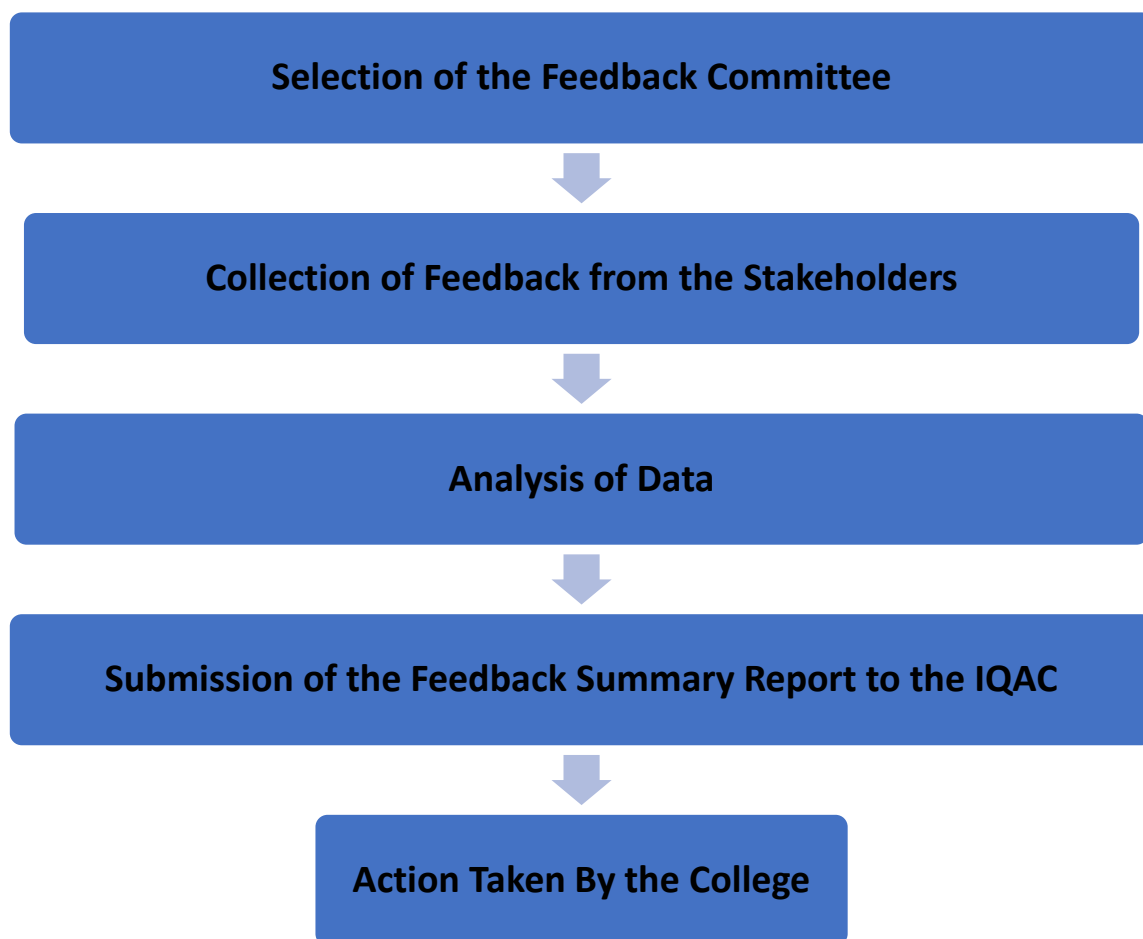 Selection of the Feedback Committee
Collection of Feedback from the Stakeholders
Analysis of Data
Submission of the Feedback Summary Report to the IQAC
Action Taken By the College